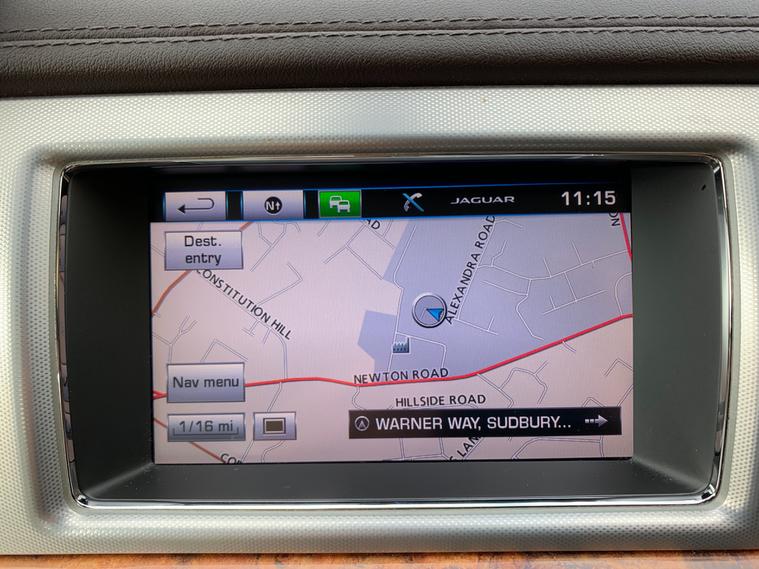 N
JAGUAR
11:15
Dest.
entry
CONSTITUTION HILL
ALEXANDRA ROAD
Nav menu
NEWTON ROAD
HILLSIDE ROAD
1/16 mi
WARNER WAY, SUDBURY...